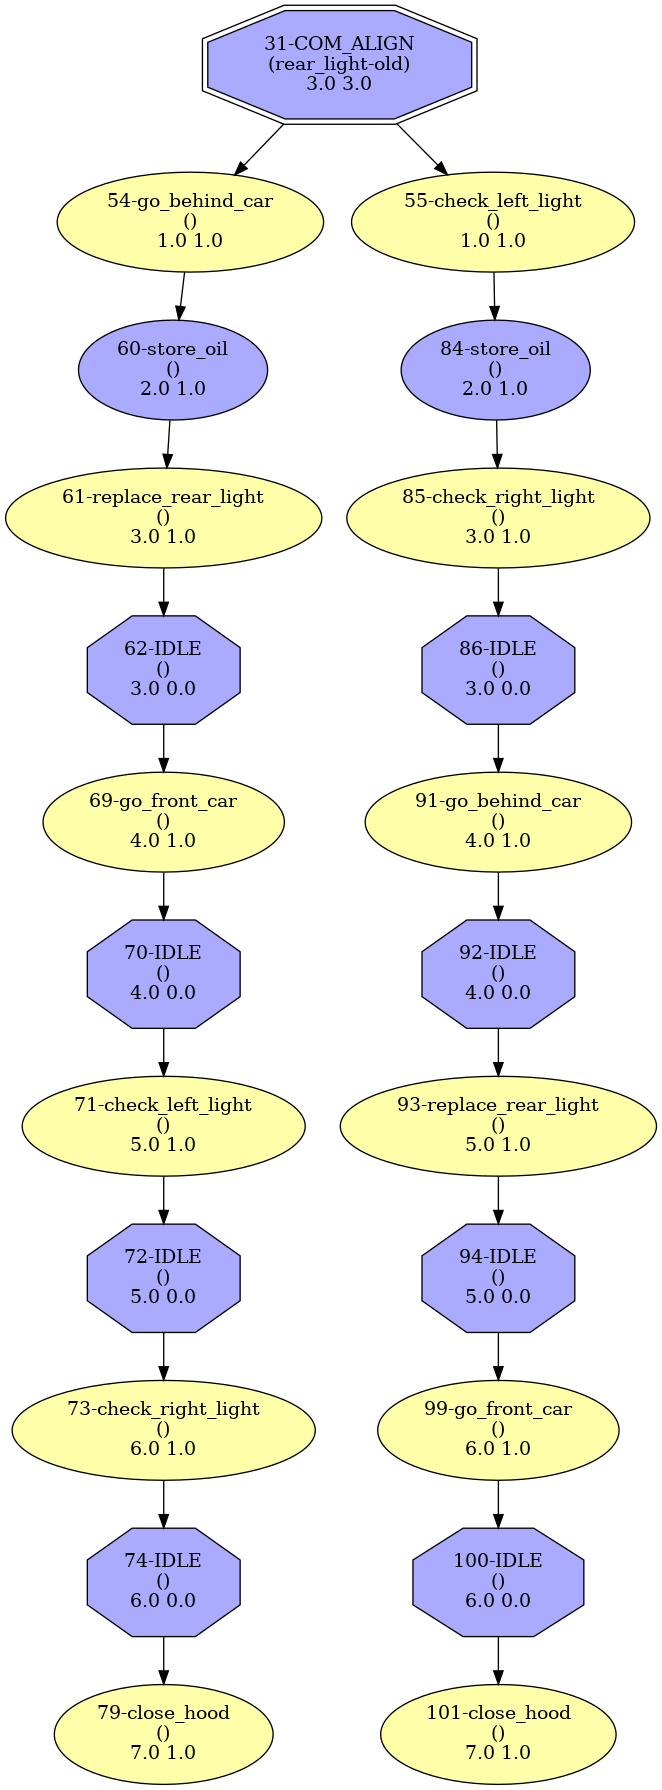 31-COM_ALIGN
(rear_light-old)
3.0 3.0
54-go_behind_car
()
1.0 1.0
55-check_left_light
()
1.0 1.0
60-store_oil
()
2.0 1.0
84-store_oil
()
2.0 1.0
61-replace_rear_light
()
3.0 1.0
85-check_right_light
()
3.0 1.0
62-IDLE
()
3.0 0.0
86-IDLE
()
3.0 0.0
69-go_front_car
()
4.0 1.0
91-go_behind_car
()
4.0 1.0
70-IDLE
()
4.0 0.0
92-IDLE
()
4.0 0.0
71-check_left_light
()
5.0 1.0
93-replace_rear_light
()
5.0 1.0
72-IDLE
()
5.0 0.0
94-IDLE
()
5.0 0.0
73-check_right_light
()
6.0 1.0
99-go_front_car
()
6.0 1.0
74-IDLE
()
6.0 0.0
100-IDLE
()
6.0 0.0
79-close_hood
()
7.0 1.0
101-close_hood
()
7.0 1.0